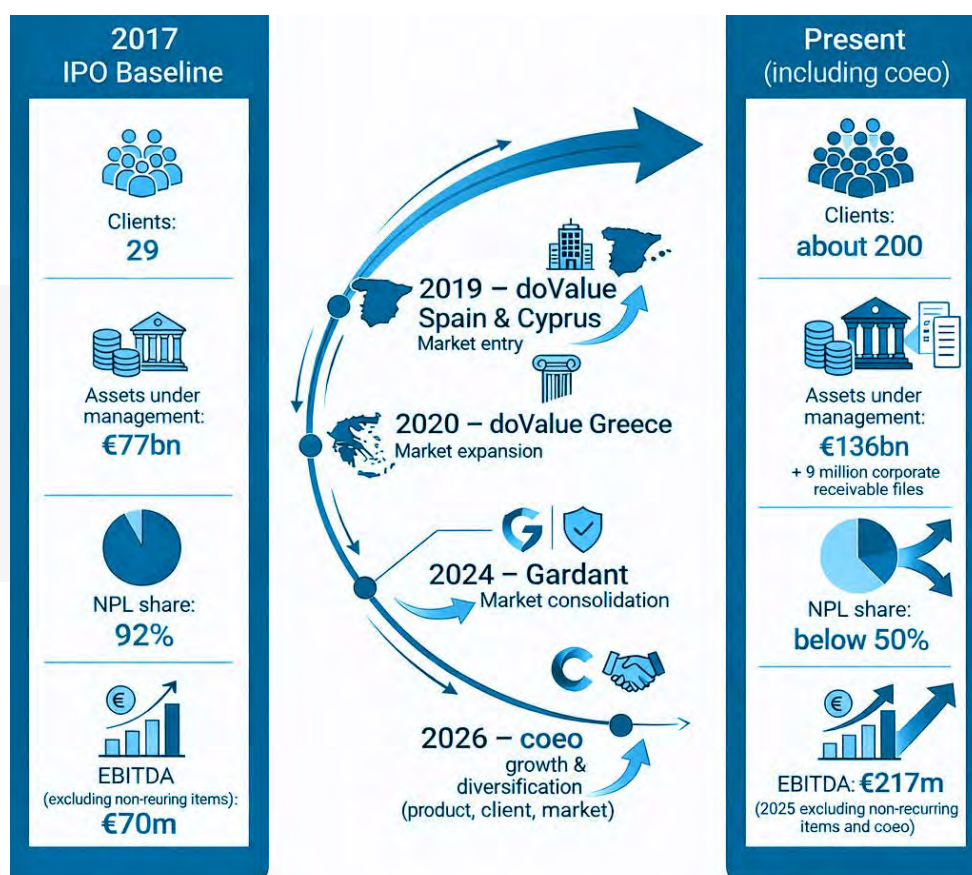 2017
IPO Baseline
Clients:
29
Assets under
management:
€77bn
NPL share:
92%
€
EBITDA
(excluding non-reuring items):
€70m
2019 – doValue
Spain & Cyprus
Market entry
2020 – doValue Greece
Market expansion
G
2024 – Gardant
Market consolidation
C
2026 – coeo
growth &
diversification
(product, client, market)
Present
(including coeo)
Clients:
about 200
Assets under
management:
€136bn
+ 9 million corporate
receivable files
NPL share:
below 50%
€
EBITDA: €217m
(2025 excluding non-recurring
items and coeo)